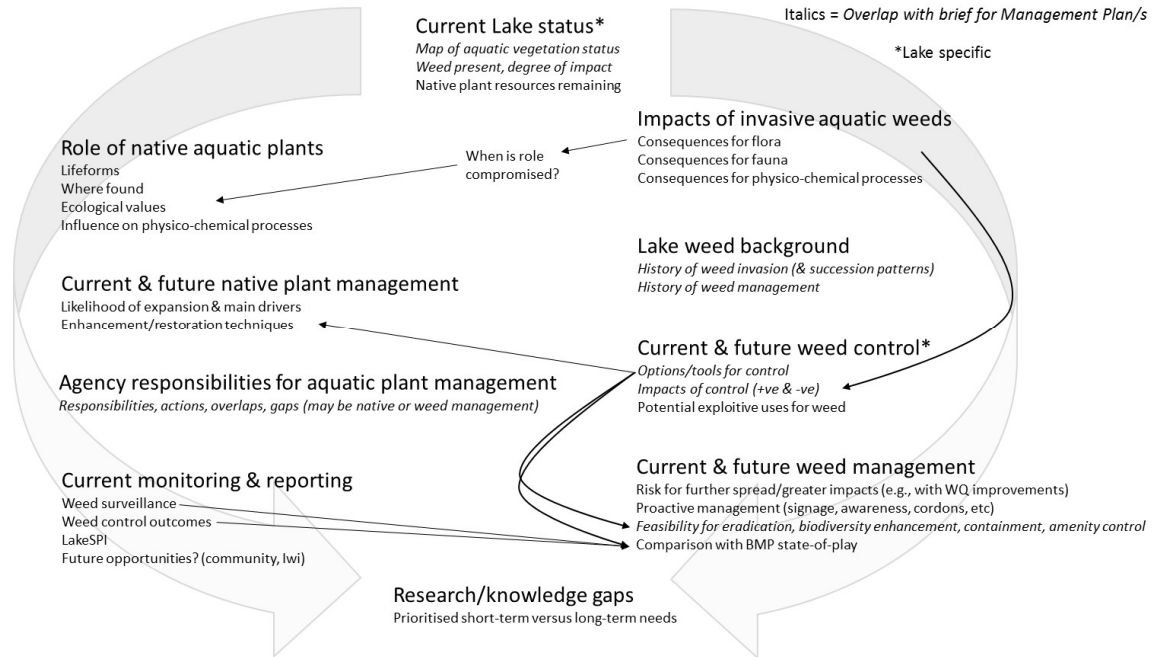 Italics = Overlap with brief for Management Plan/s
*Lake specific
Current Lake status*
Map of aquatic vegetation status
Weed present, degree of impact
Native plant resources remaining
Impacts of invasive aquatic weeds
Consequences for flora
Consequences for fauna
Consequences for physico-chemical processes
When is role
compromised?
Role of native aquatic plants
Lifeforms
Where found
Ecological values
Influence on physico-chemical processes
Lake weed background
History of weed invasion (& succession patterns)
History of weed management
Current & future native plant management
Likelihood of expansion & main drivers
Enhancement/restoration techniques
Current & future weed control*
Options/tools for control
Impacts of control (+ve & -ve)
Potential exploitive uses for weed
Agency responsibilities for aquatic plant management
Responsibilities, actions, overlaps, gaps (may be native or weed management)
Current & future weed management
Risk for further spread/greater impacts (e.g., with WQ improvements)
Proactive management (signage, awareness, cordons, etc)
Feasibility for eradication, biodiversity enhancement, containment, amenity control
Comparison with BMP state-of-play
Current monitoring & reporting
Weed surveillance
Weed control outcomes
LakeSPI
Future opportunities? (community, Iwi)
Research/knowledge gaps
Prioritised short-term versus long-term needs